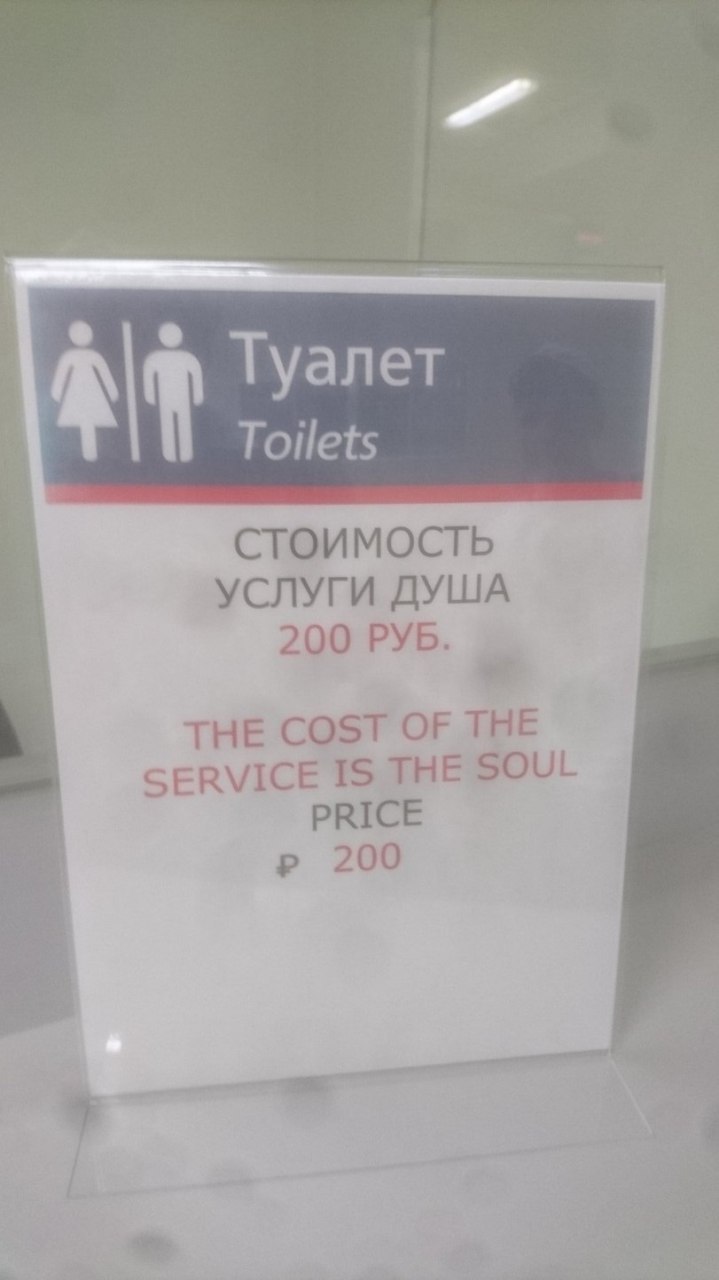 Туалет
Toilets
СТОИМОСТЬ
УСЛУГИ ДУША
200 РУБ.
THE COST OF THE
SERVICE IS THE SOUL
PRICE
₽ 200